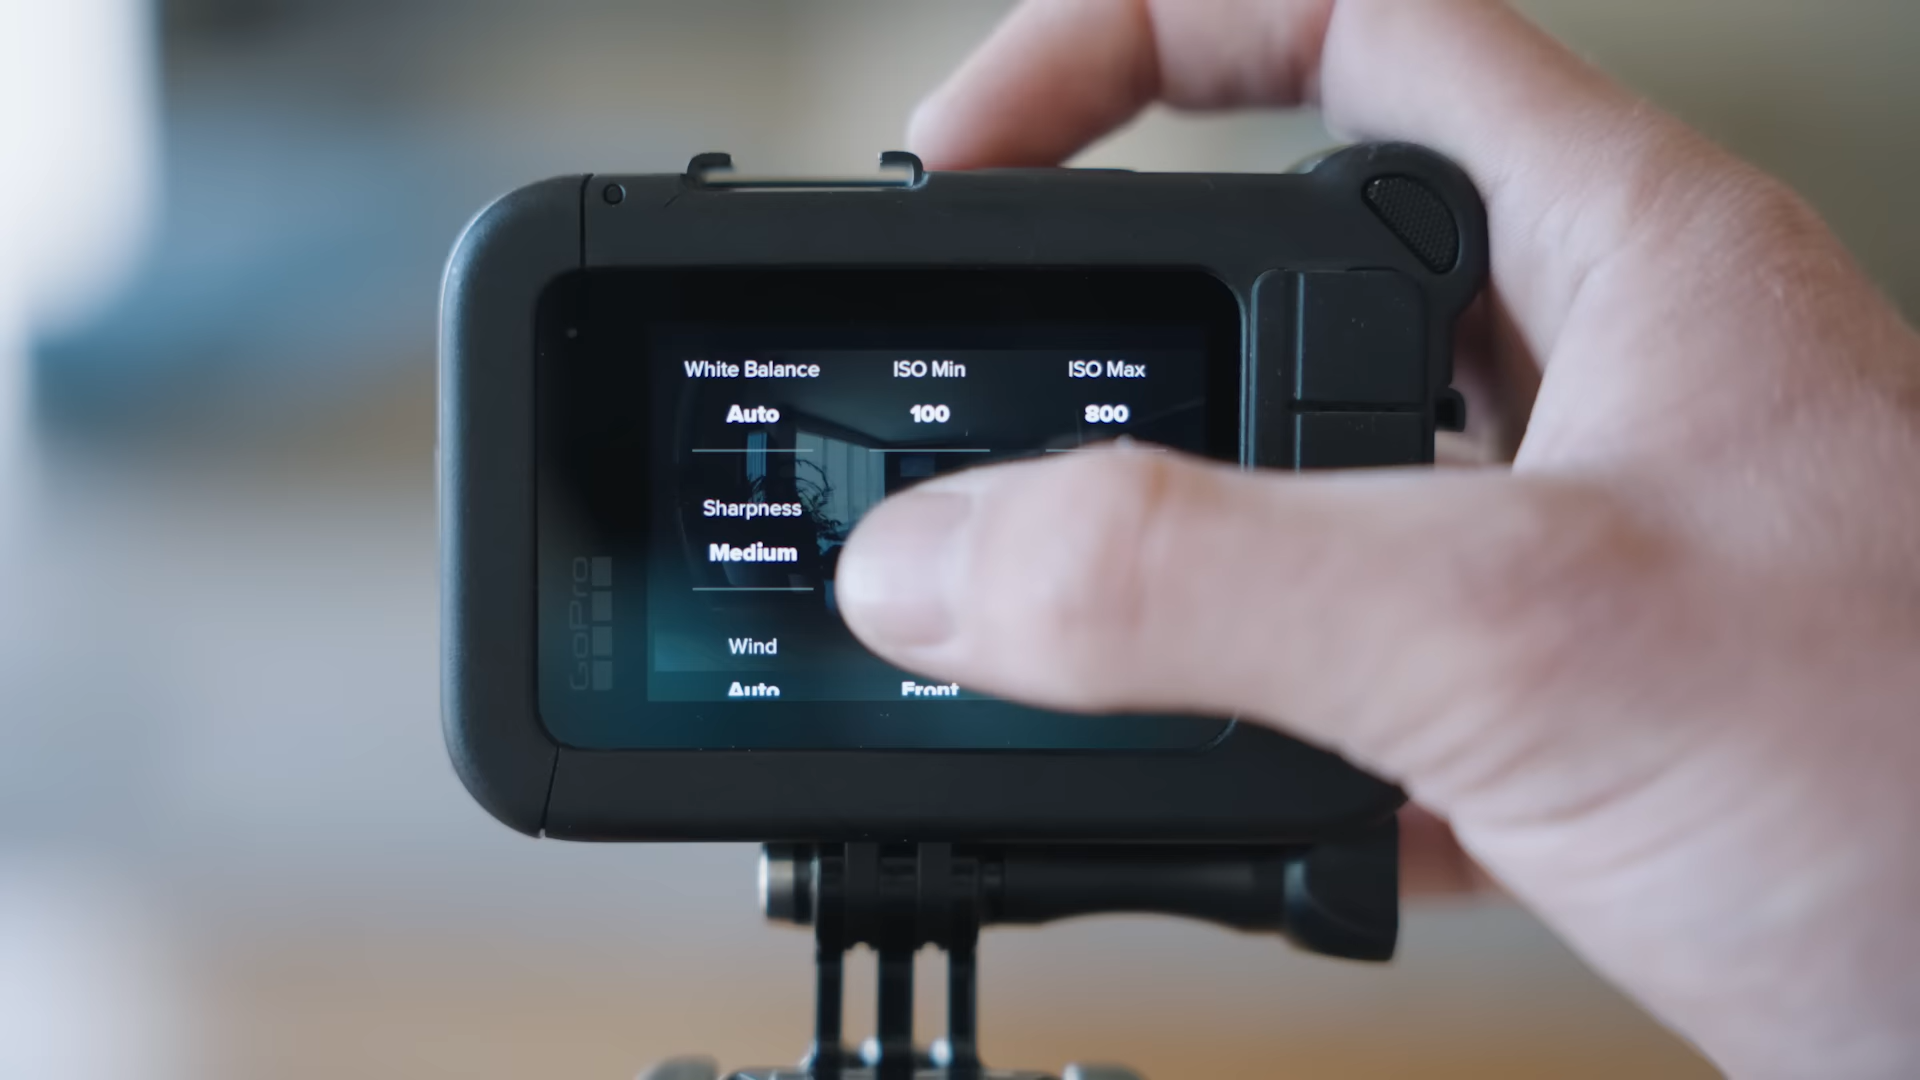 White Balance ISO Min ISO Max
Auto 100 800
Sharpness
Medium
Wind
Auto Front
GoPro